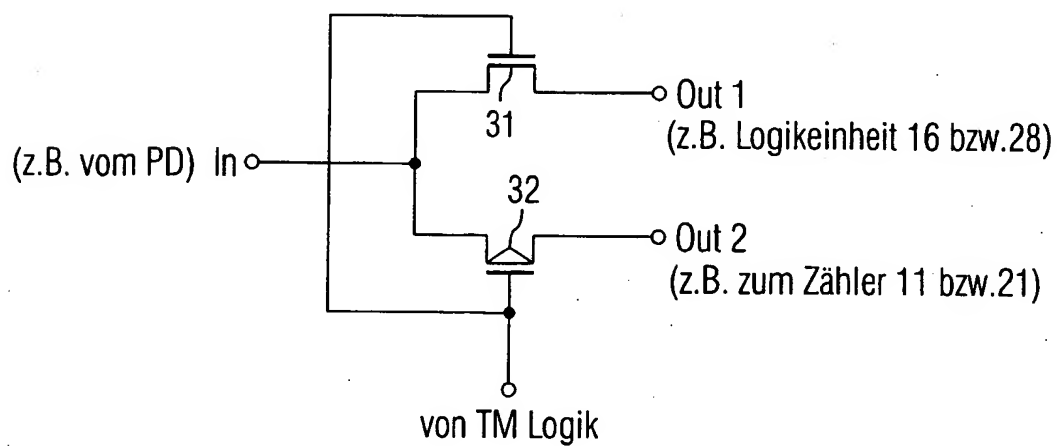 31
Out 1
(z.B. Logikeinheit 16 bzw.28)
(z.B. vom PD) In
32
Out 2
(z.B. zum Zähler 11 bzw.21)
von TM Logik